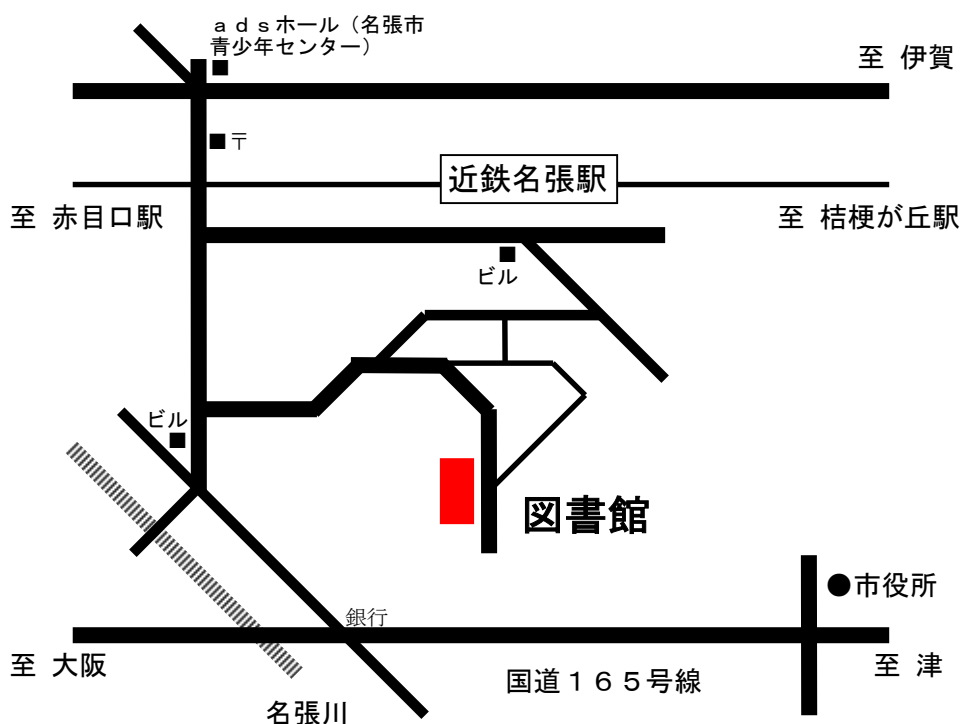 ａｄｓホール（名張市
青少年センター）
至 伊賀
〒
近鉄名張駅
至 赤目口駅
至 桔梗が丘駅
ビル
ビル
図書館
●市役所
銀行
至 大阪
至 津
国道１６５号線
名張川